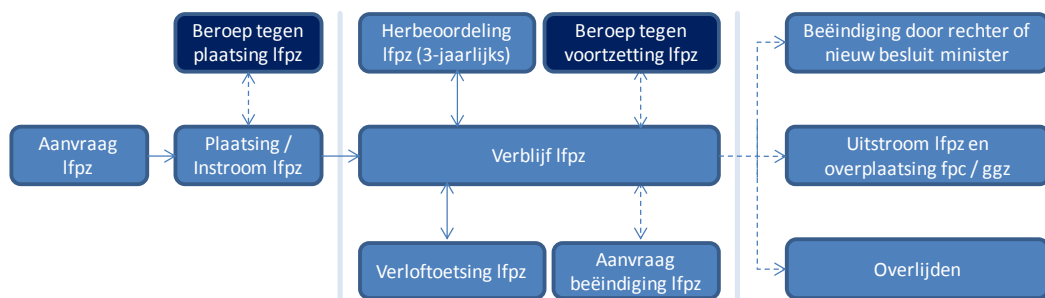 Beroep tegen
plaatsing lfpz
Herbeoordeling
lfpz (3-jaarlijks)
Beroep tegen
voortzetting lfpz
Beëindiging door rechter of
nieuw besluit minister
Aanvraag
lfpz
Plaatsing /
Instroom lfpz
Verblijf lfpz
Uitstroom lfpz en
overplaatsing fpc / ggz
Verloftoetsing lfpz
Aanvraag
beëindiging lfpz
Overlijden